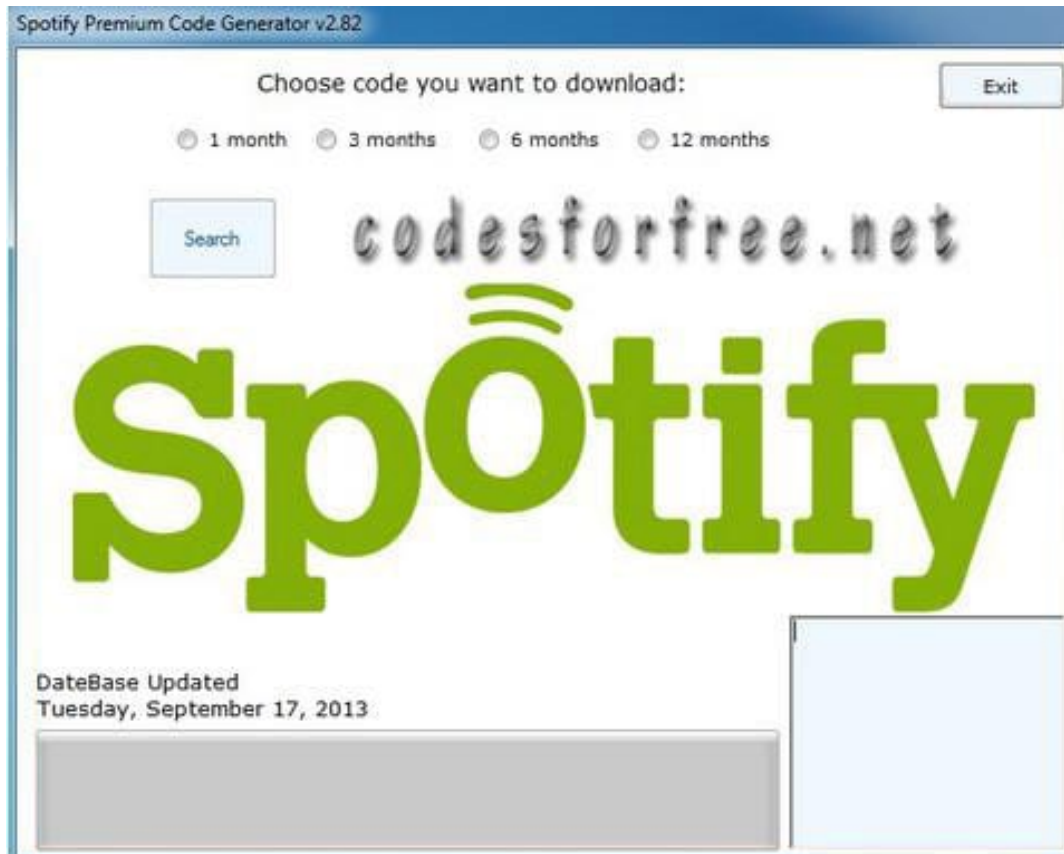 Spotify Premium Code Generator v2.82
Choose code you want to download:
Exit
1 month 3 months 6 months 12 months
Search
codesforfree.net
Spotify
DateBase Updated
Tuesday, September 17, 2013